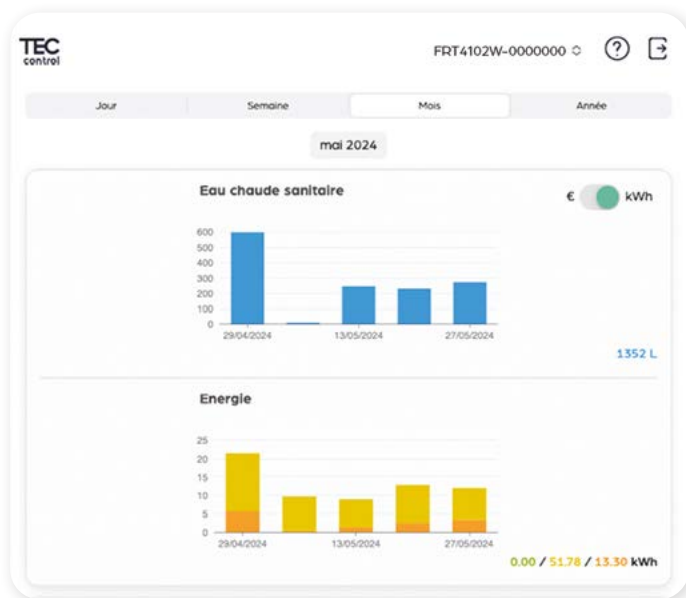 TEC
control
FRT4102W-0000000
Jour Semaine Mois Année
mai 2024
Eau chaude sanitaire
€ kWh
600
500
400
300
200
100
0
29/04/2024 13/05/2024 27/05/2024
1352 L
Energie
25
20
15
10
5
0
29/04/2024 13/05/2024 27/05/2024
0.00 / 51.78 / 13.30 kWh